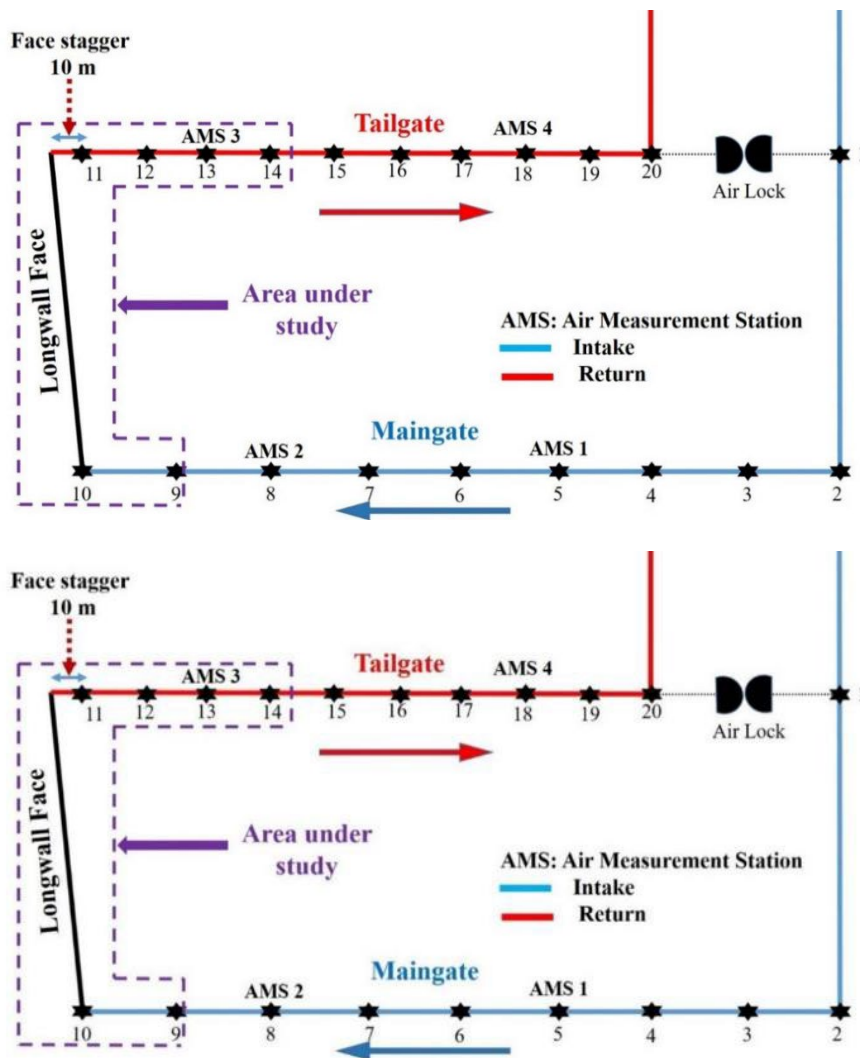 Face stagger
10 m
AMS 3
Tailgate
AMS 4
11 12 13 14 15 16 17 18 19 20
Air Lock
Longwall Face
Area under
study
AMS: Air Measurement Station
Intake
Return
Maingate
AMS 2
AMS 1
10 9 8 7 6 5 4 3 2
Face stagger
10 m
AMS 3
Tailgate
AMS 4
11 12 13 14 15 16 17 18 19 20
Air Lock
Longwall Face
Area under
study
AMS: Air Measurement Station
Intake
Return
Maingate
AMS 2
AMS 1
10 9 8 7 6 5 4 3 2